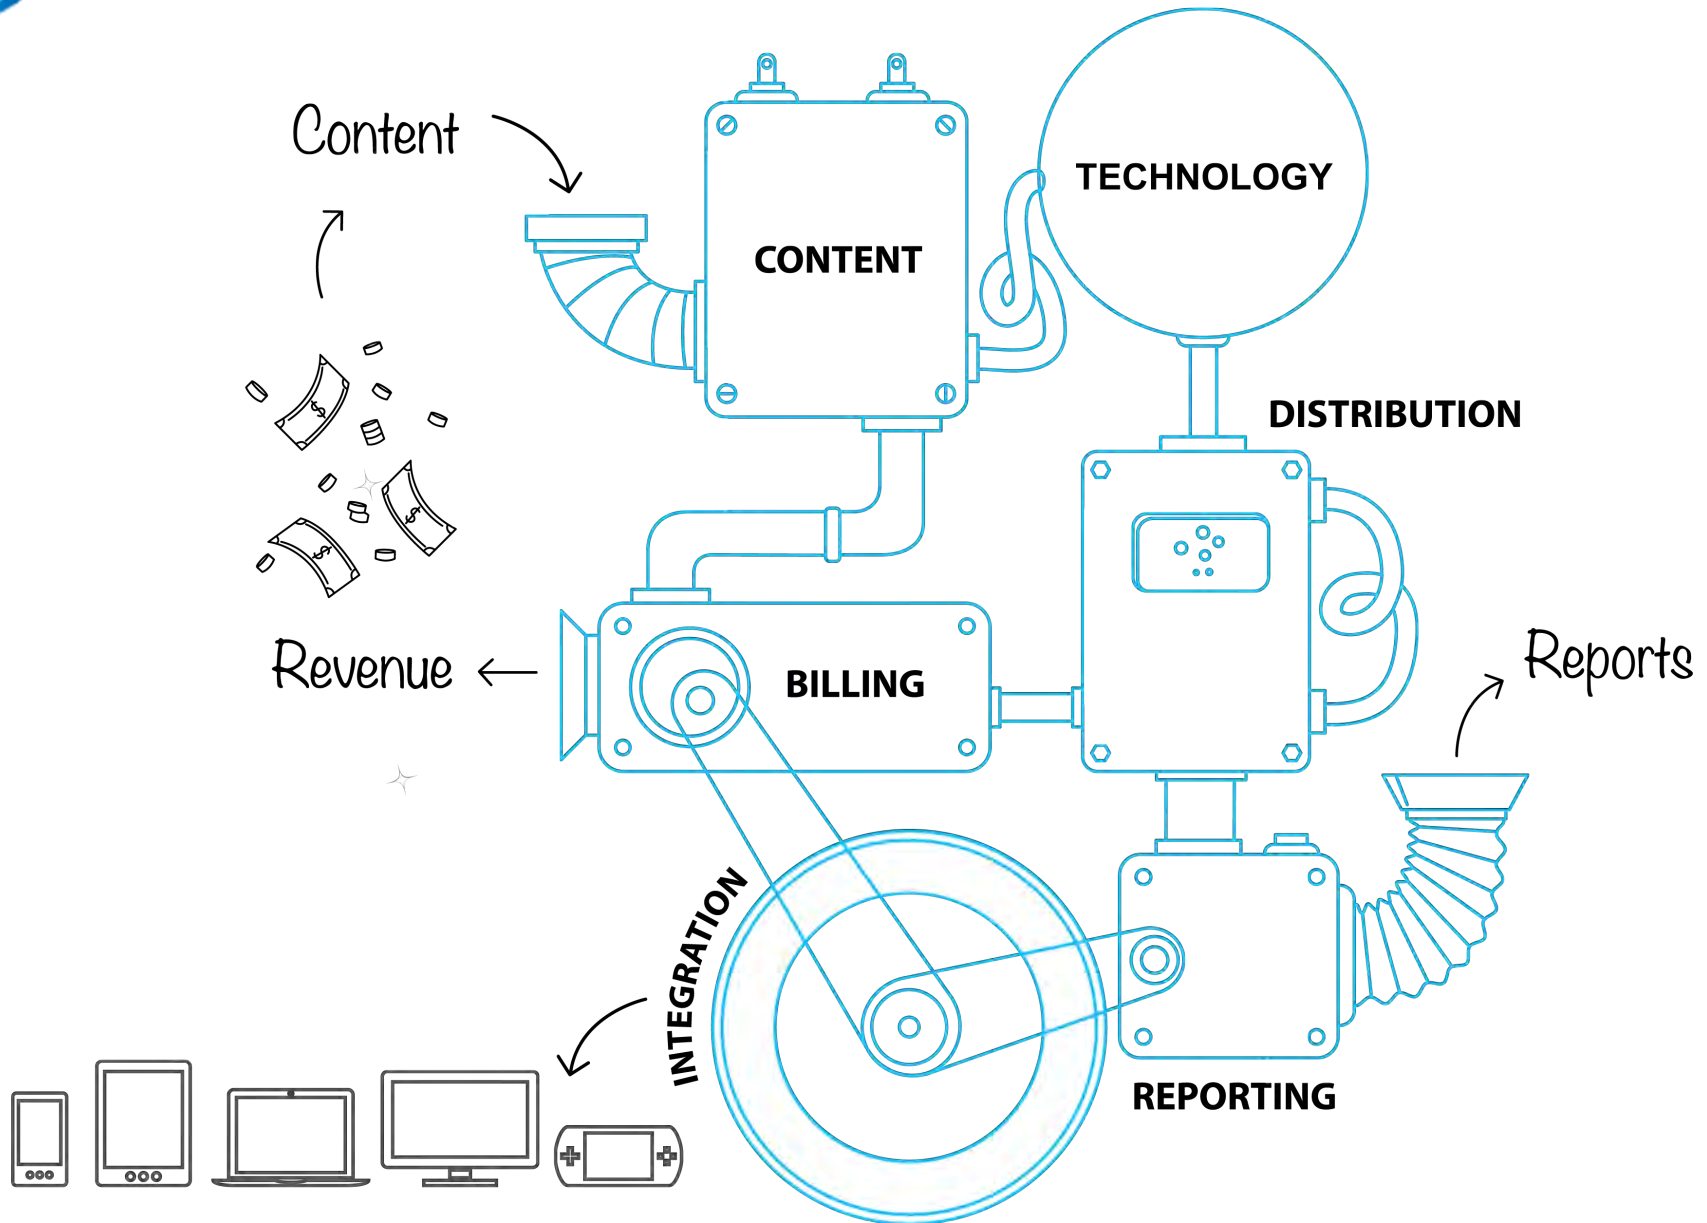 Content
TECHNOLOGY
CONTENT
DISTRIBUTION
$
$
$
Revenue
BILLING
Reports
INTEGRATION
REPORTING